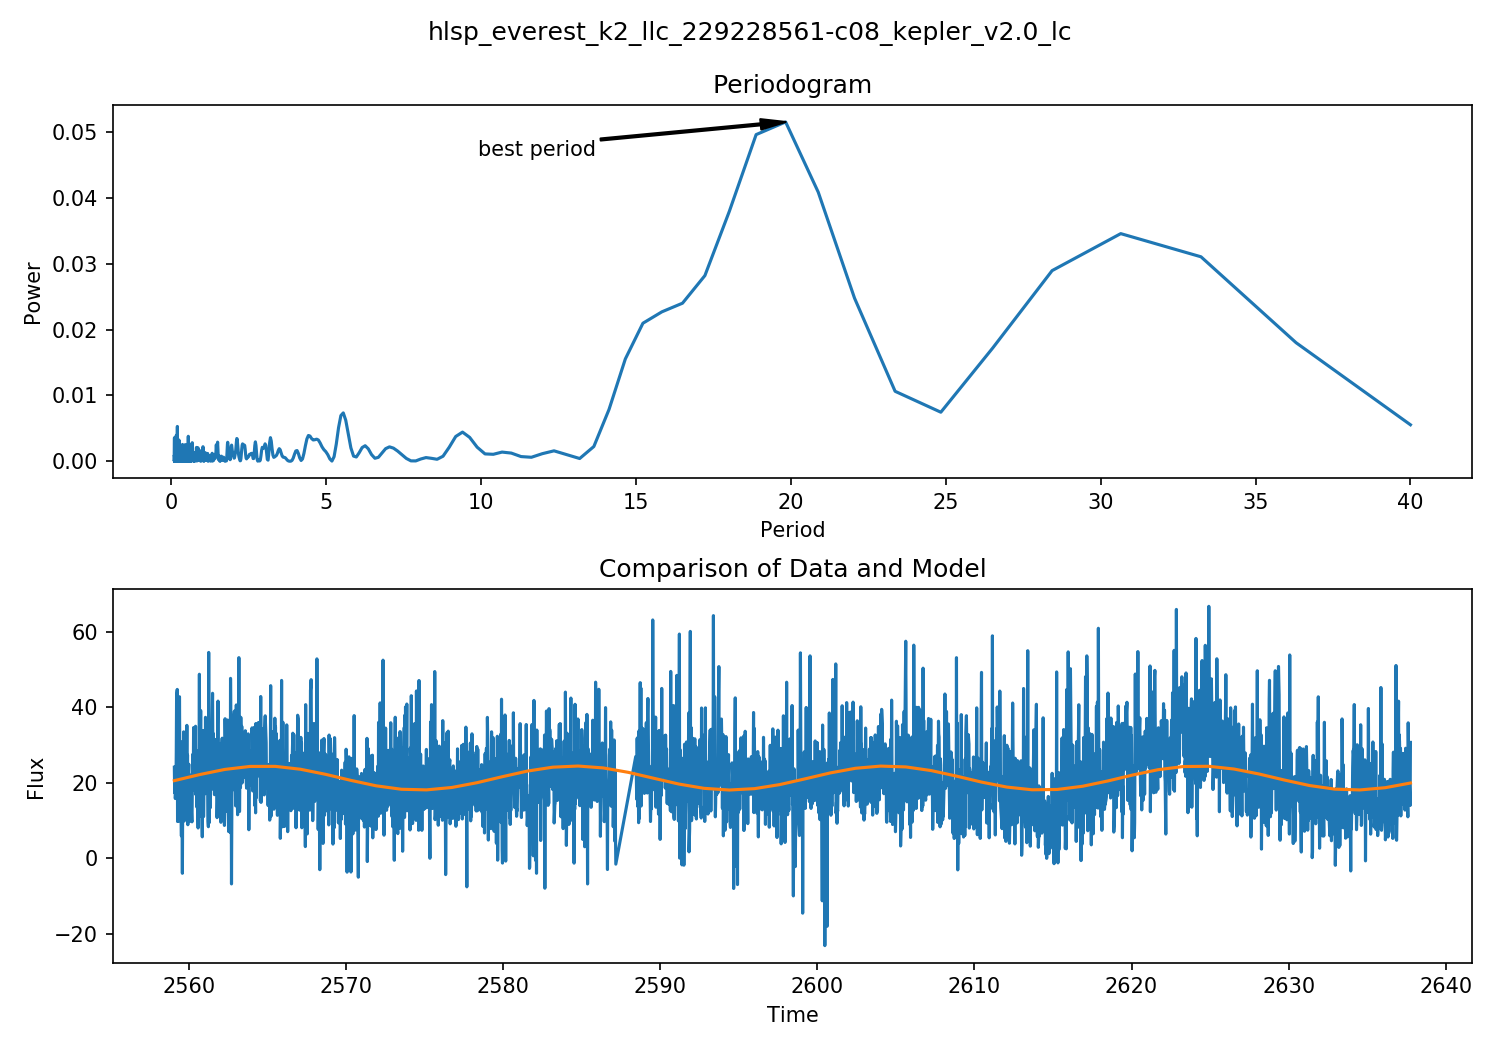 hlsp_everest_k2_llc_229228561-c08_kepler_v2.0_lc
Periodogram
0.05
0.04
0.03
0.02
0.01
0.00
Power
best period
0 5 10 15 20 25 30 35 40
Period
Comparison of Data and Model
60
40
20
0
−20
Flux
2560 2570 2580 2590 2600 2610 2620 2630 2640
Time